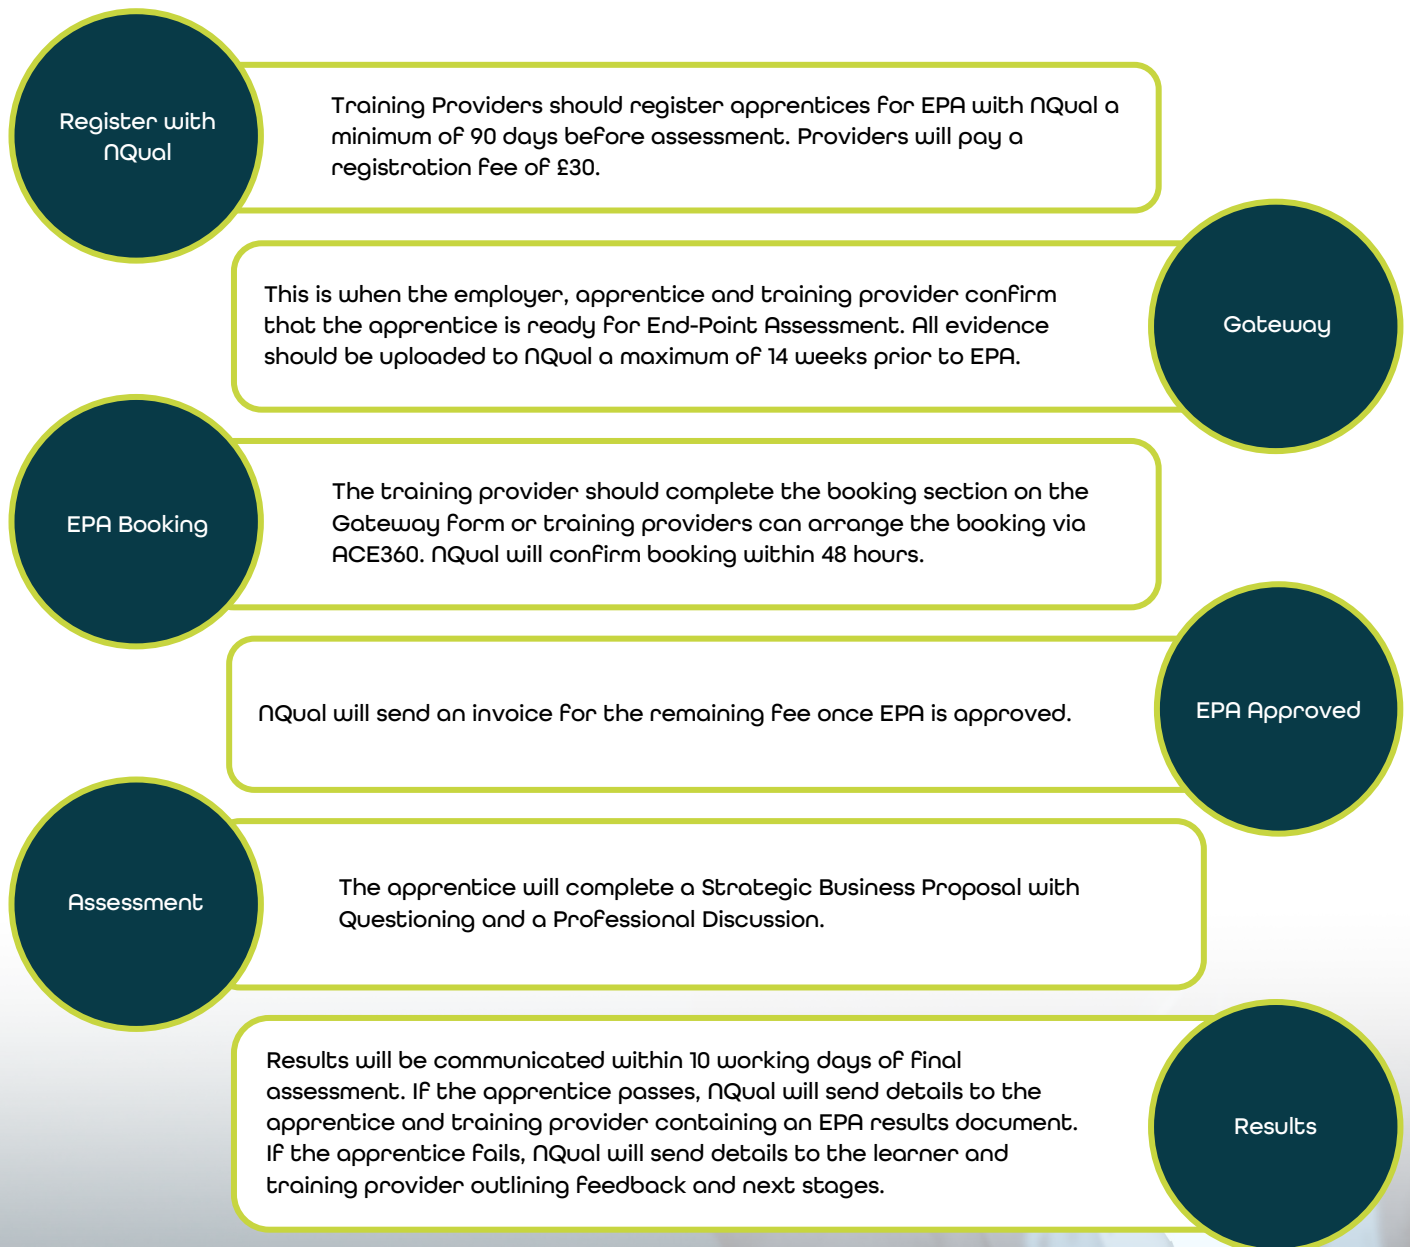 Register with
NQual
Training Providers should register apprentices for EPA with NQual a
minimum of 90 days before assessment. Providers will pay a
registration fee of £30.
This is when the employer, apprentice and training provider confirm
that the apprentice is ready for End-Point Assessment. All evidence
should be uploaded to NQual a maximum of 14 weeks prior to EPA.
Gateway
EPA Booking
The training provider should complete the booking section on the
Gateway form or training providers can arrange the booking via
ACE360. NQual will confirm booking within 48 hours.
NQual will send an invoice for the remaining fee once EPA is approved.
EPA Approved
Assessment
The apprentice will complete a Strategic Business Proposal with
Questioning and a Professional Discussion.
Results will be communicated within 10 working days of final
assessment. If the apprentice passes, NQual will send details to the
apprentice and training provider containing an EPA results document.
If the apprentice fails, NQual will send details to the learner and
training provider outlining feedback and next stages.
Results